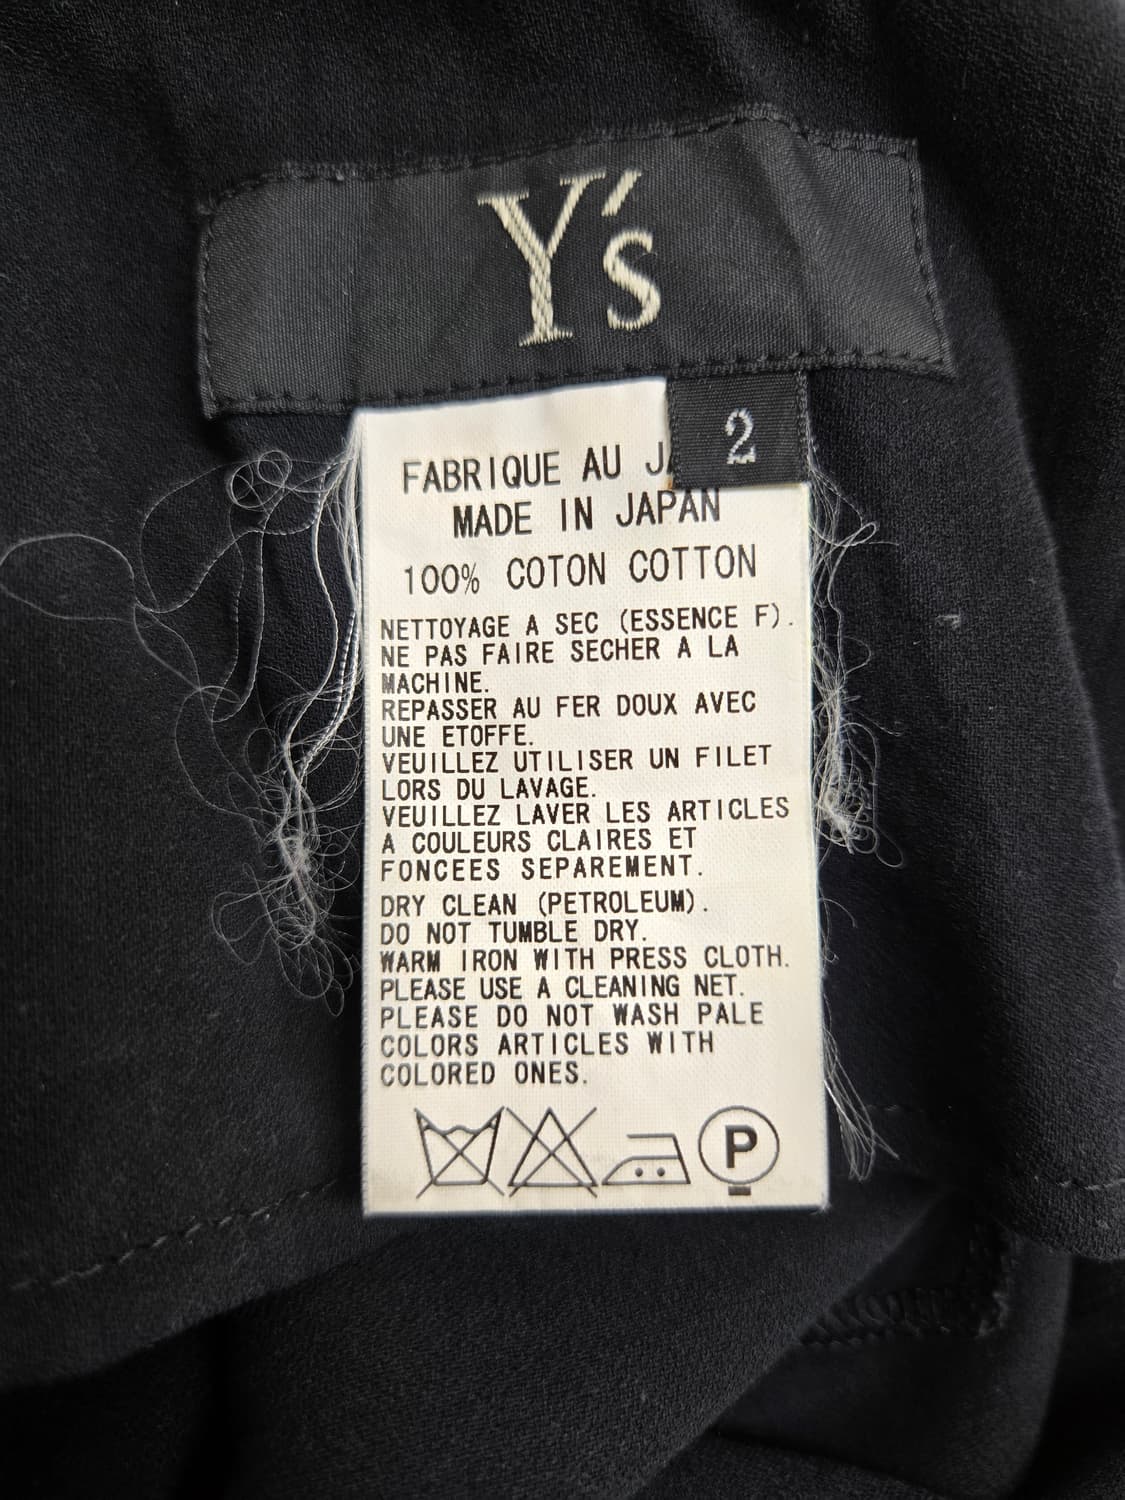 Y's
2
FABRIQUE AU JA
MADE IN JAPAN
100% COTON COTTON
NETTOYAGE A SEC (ESSENCE F).
NE PAS FAIRE SECHER A LA
MACHINE.
REPASSER AU FER DOUX AVEC
UNE ETOFFE.
VEUILLEZ UTILISER UN FILET
LORS DU LAVAGE.
VEUILLEZ LAVER LES ARTICLES
A COULEURS CLAIRES ET
FONCEES SEPAREMENT.
DRY CLEAN (PETROLEUM).
DO NOT TUMBLE DRY.
WARM IRON WITH PRESS CLOTH.
PLEASE USE A CLEANING NET.
PLEASE DO NOT WASH PALE
COLORS ARTICLES WITH
COLORED ONES.
P